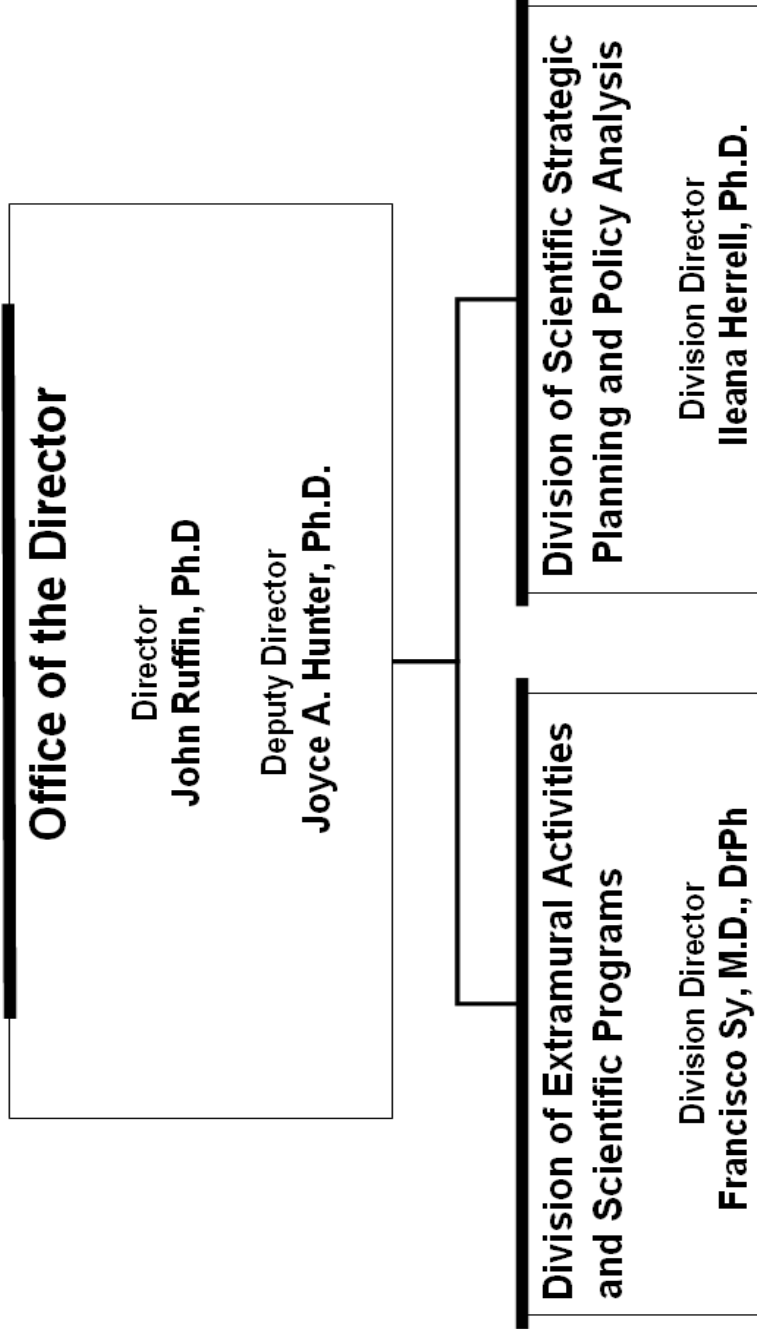 Office of the Director
Director
John Ruffin, Ph.D
Deputy Director
Joyce A. Hunter, Ph.D.
Division of Extramural Activities
and Scientific Programs
Division Director
Francisco Sy, M.D., DrPh
Division of Scientific Strategic
Planning and Policy Analysis
Division Director
Ileana Herrell, Ph.D.